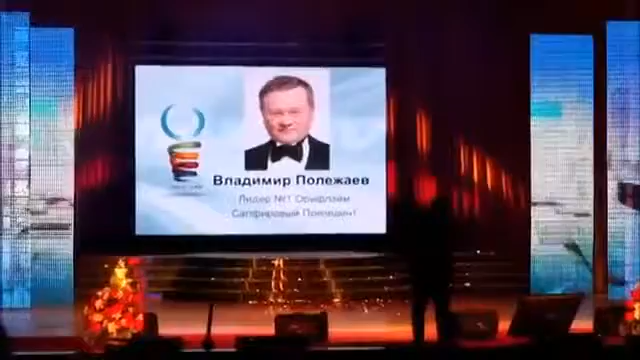 Владимир Полежаев
Лидер №1 Орифлэйм
Сапфировый Президент